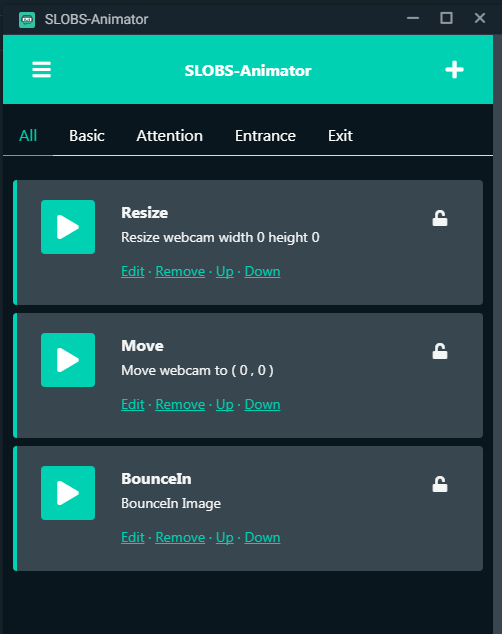 SLOBS-Animator
SLOBS-Animator
All Basic Attention Entrance Exit
Resize
Resize webcam width 0 height 0
Edit · Remove · Up · Down
Move
Move webcam to ( 0 , 0 )
Edit · Remove · Up · Down
BounceIn
BounceIn Image
Edit · Remove · Up · Down